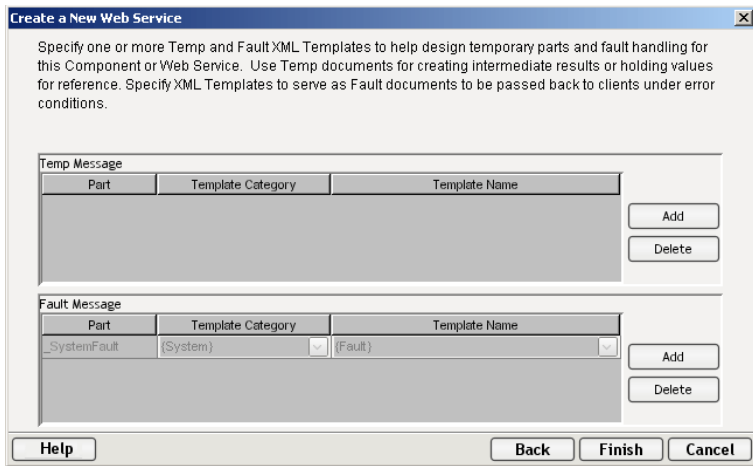 Create a New Web Service
Specify one or more Temp and Fault XML Templates to help design temporary parts and fault handling for
this Component or Web Service. Use Temp documents for creating intermediate results or holding values
for reference. Specify XML Templates to serve as Fault documents to be passed back to clients under error
conditions.
Temp Message
Part Template Category Template Name
Add
Delete
Fault Message
Part Template Category Template Name
_SystemFault {System} {Fault}
Add
Delete
Help Back Finish Cancel